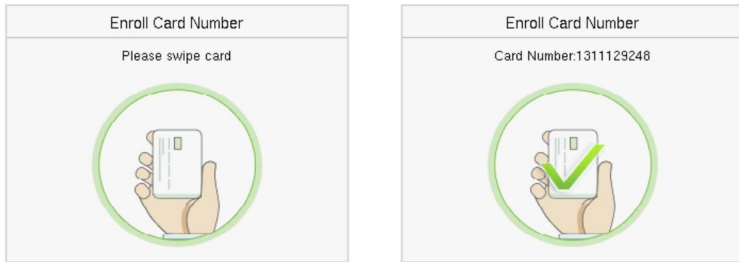 Enroll Card Number
Please swipe card
Enroll Card Number
Card Number:1311129248